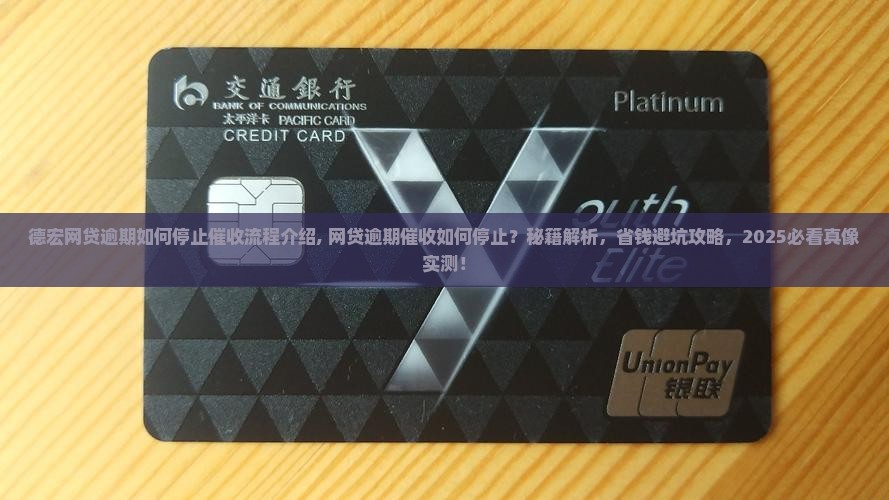 交通銀行
BANK OF COMMUNICATIONS
太平洋卡 PACIFIC CARD
CREDIT CARD
Platinum
Youth
德宏网贷逾期如何停止催收流程介绍, 网贷逾期催收如何停止？秘籍解析，省钱避坑攻略，2025必看真像
实测！
Elite
UnionPay
银联